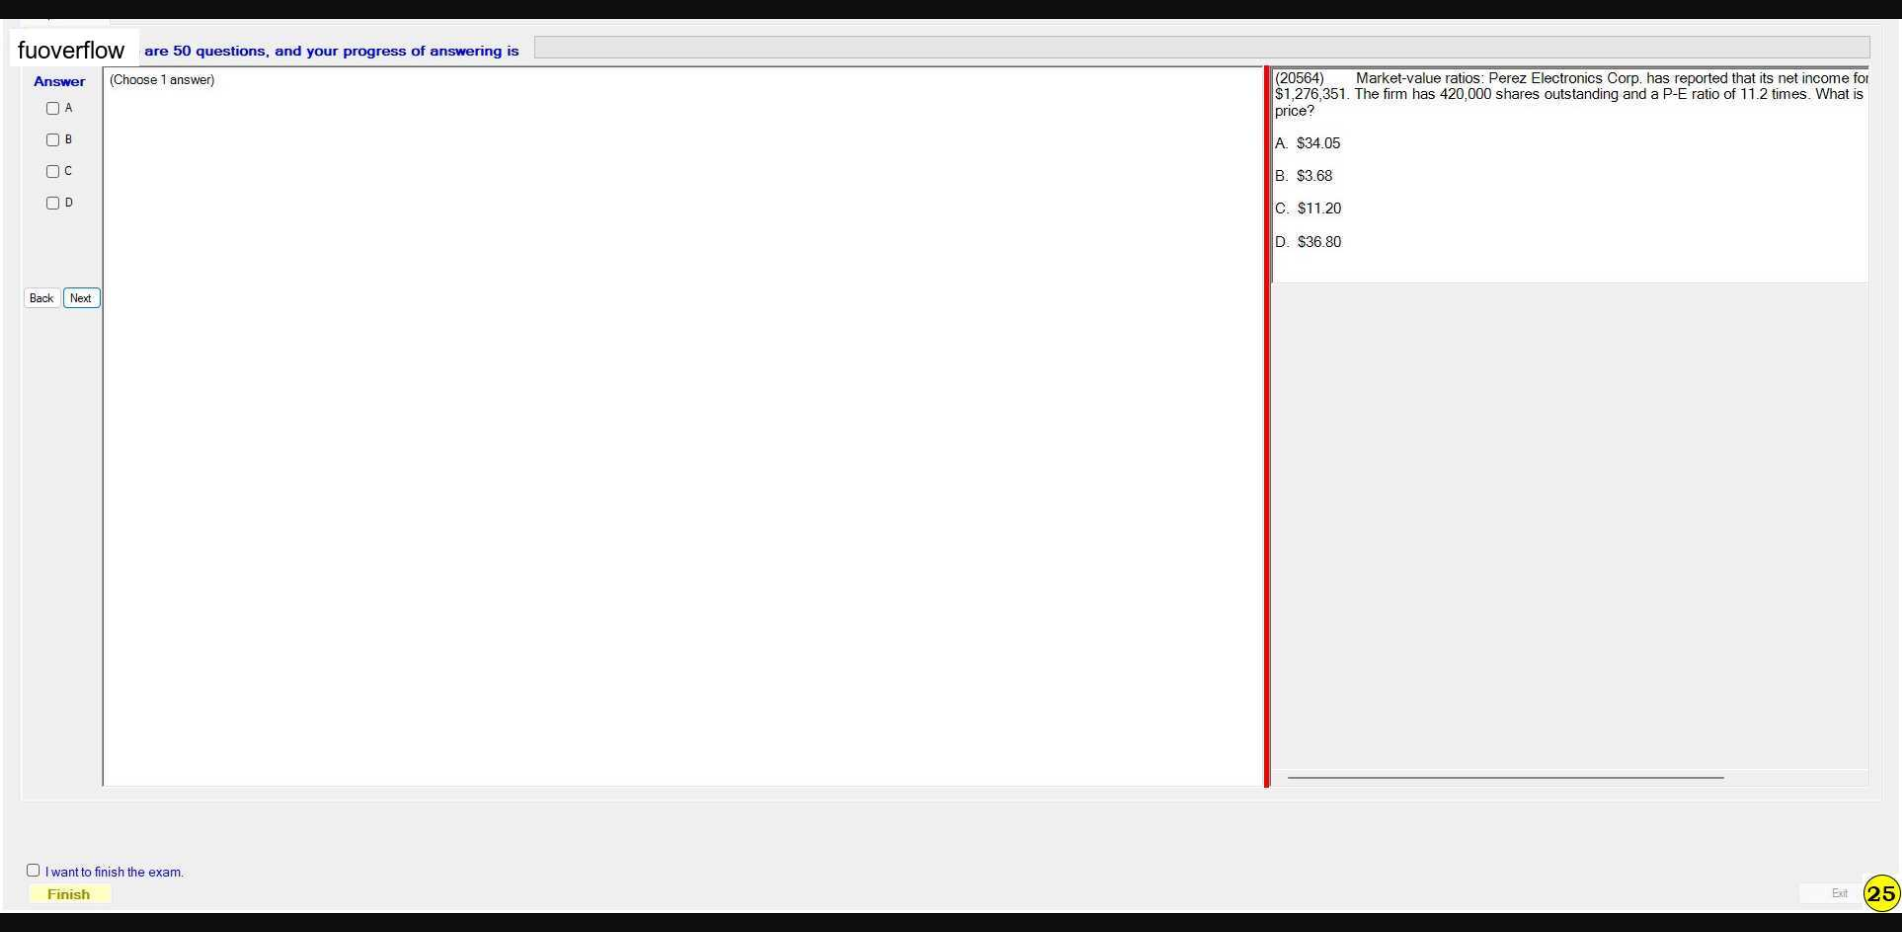 fuoverflow are 50 questions, and your progress of answering is
Answer
(Choose 1 answer)
A
B
C
D
Back Next
(20564) Market-value ratios: Perez Electronics Corp. has reported that its net income for
$1,276,351. The firm has 420,000 shares outstanding and a P-E ratio of 11.2 times. What is
price?
A. $34.05
B. $3.68
C. $11.20
D. $36.80
I want to finish the exam.
Finish
Exit 25